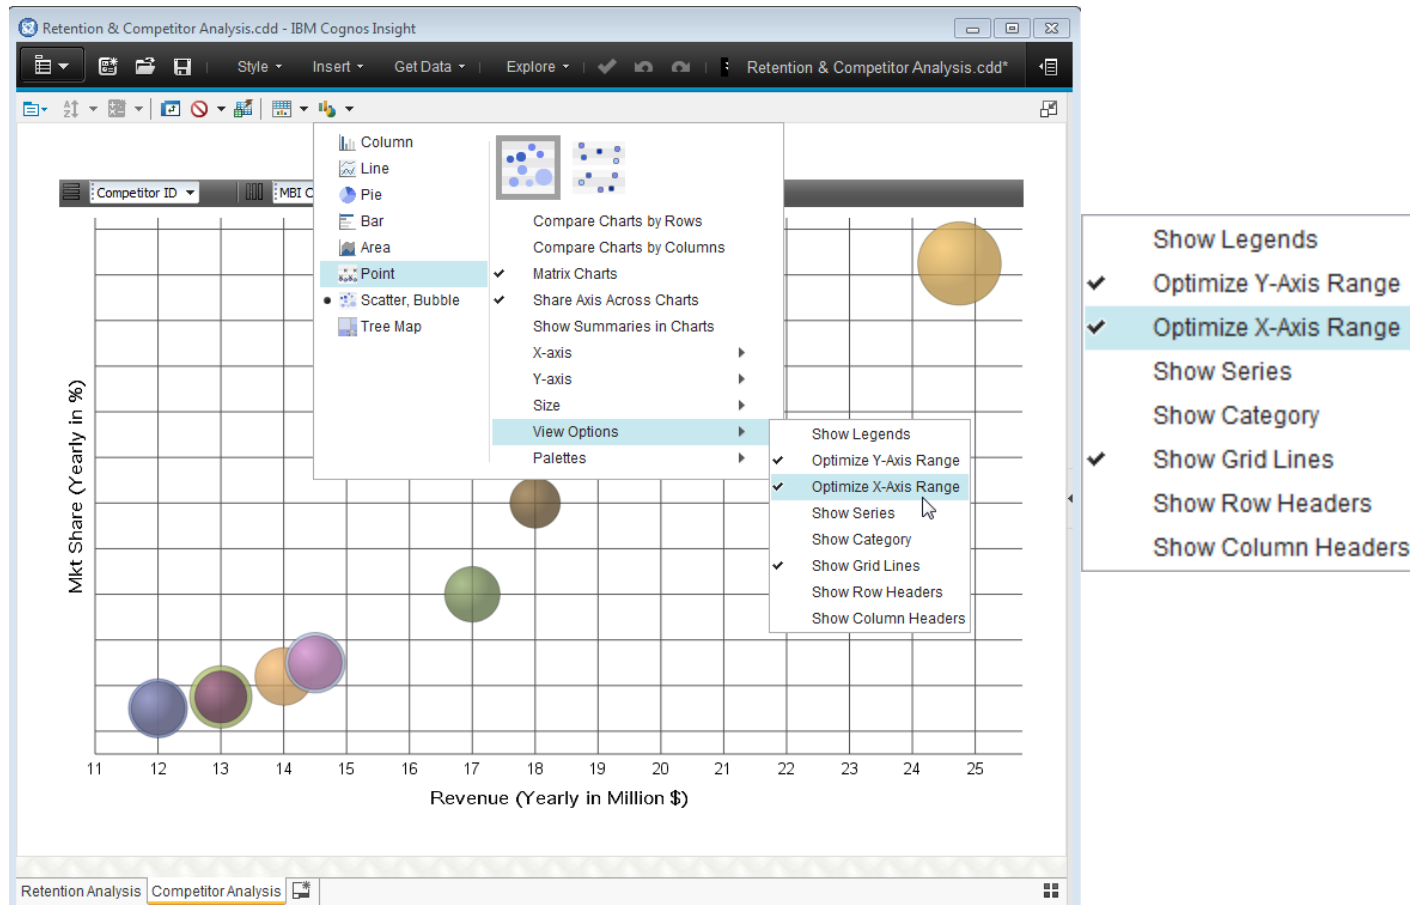 Retention & Competitor Analysis.cdd - IBM Cognos Insight
Style Insert Get Data Explore Retention & Competitor Analysis.cdd*
Competitor ID MBI C
Column
Line
Pie
Bar
Area
Point
Scatter, Bubble
Tree Map
Compare Charts by Rows
Compare Charts by Columns
Matrix Charts
Share Axis Across Charts
Show Summaries in Charts
X-axis
Y-axis
Size
View Options
Palettes
Show Legends
Optimize Y-Axis Range
Optimize X-Axis Range
Show Series
Show Category
Show Grid Lines
Show Row Headers
Show Column Headers
Show Legends
Optimize Y-Axis Range
Optimize X-Axis Range
Show Series
Show Category
Show Grid Lines
Show Row Headers
Show Column Headers
Mkt Share (Yearly in %)
11 12 13 14 15 16 17 18 19 20 21 22 23 24 25
Revenue (Yearly in Million $)
Retention Analysis Competitor Analysis